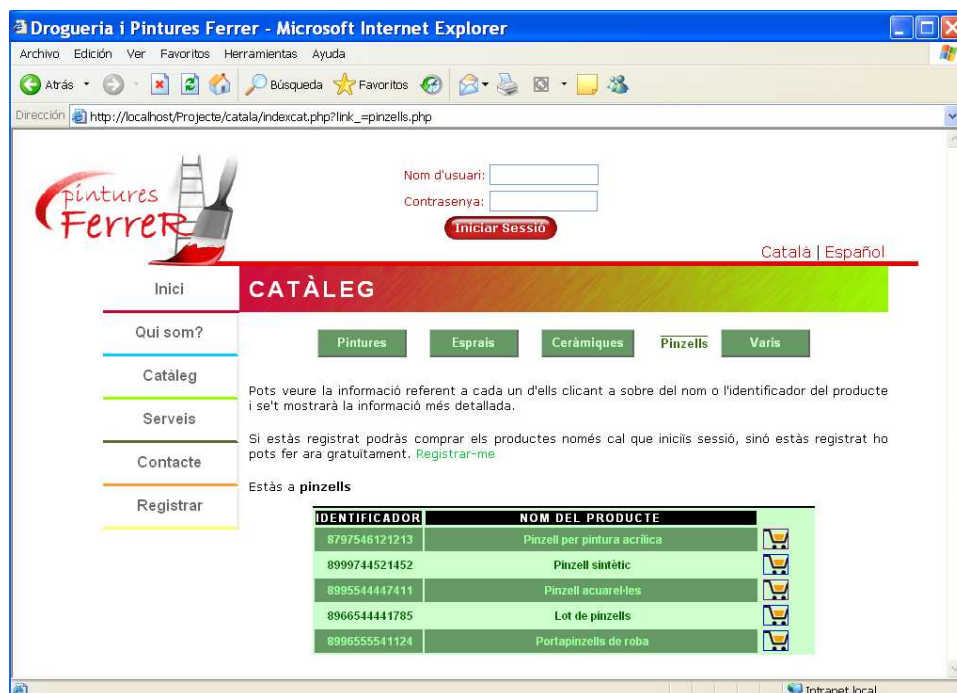 Drogueria i Pintures Ferrer - Microsoft Internet Explorer
Archivo Edición Ver Favoritos Herramientas Ayuda
Atrás Búsqueda Favoritos
Dirección http://localhost/Projecte/catala/indexcat.php?link_=pinzells.php
pintures
FerreR
Nom d'usuari:
Contrasenya:
Iniciar Sessió
Català | Español
Inici
Qui som?
Catàleg
Serveis
Contacte
Registrar
CATÀLEG
Pintures Esprais Ceràmiques Pinzells Varis
Pots veure la informació referent a cada un d'ells clicant a sobre del nom o l'identificador del producte
i se't mostrarà la informació més detallada.
Si estàs registrat podràs comprar els productes només cal que iniciïs sessió, sinó estàs registrat ho
pots fer ara gratuïtament. Registrar-me
Estàs a pinzells
IDENTIFICADOR NOM DEL PRODUCTE
8797546121213 Pinzell per pintura acrílica
8999744521452 Pinzell sintètic
8995544447411 Pinzell acuarel·les
8966544441785 Lot de pinzells
8996555541124 Portapinzells de roba
Intranet local